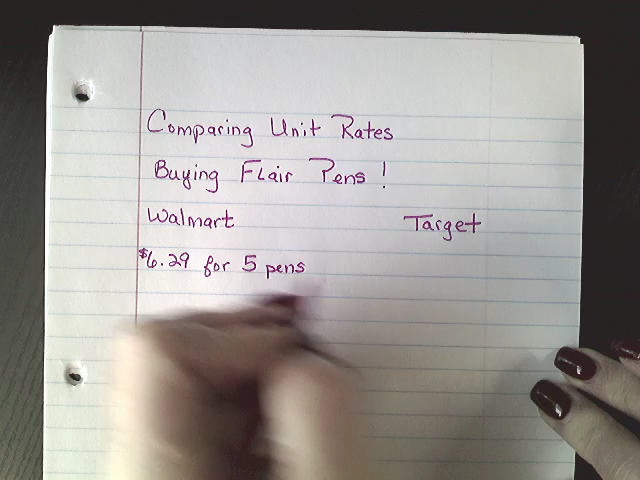 Comparing Unit Rates
Buying Flair Pens!
Walmart Target
$6.29 for 5 pens